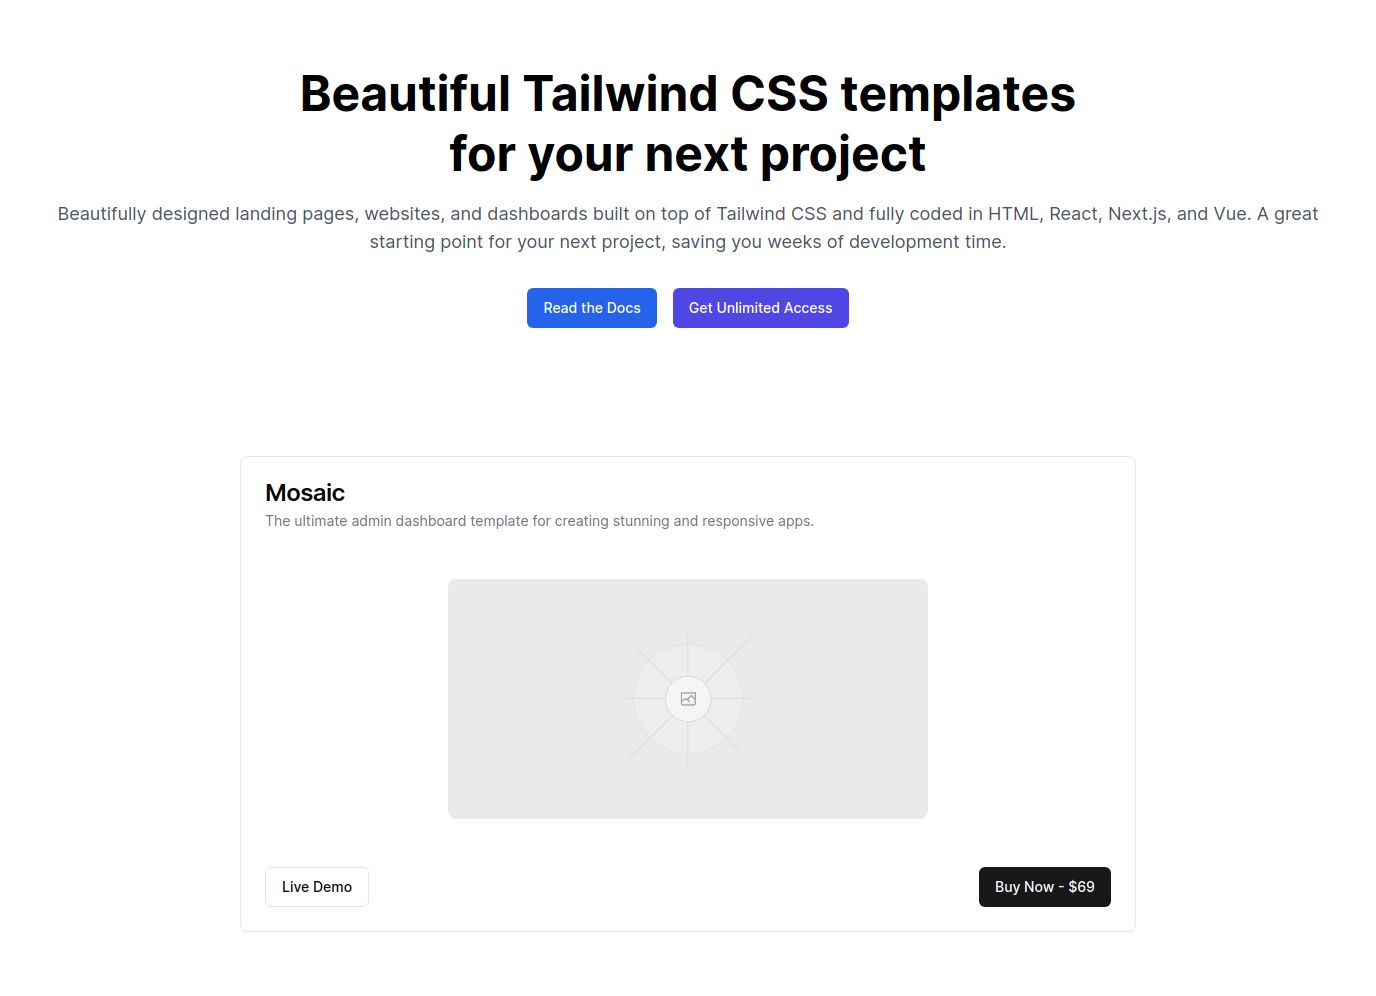 Beautiful Tailwind CSS templates
for your next project
Beautifully designed landing pages, websites, and dashboards built on top of Tailwind CSS and fully coded in HTML, React, Next.js, and Vue. A great
starting point for your next project, saving you weeks of development time.
Read the Docs Get Unlimited Access
Mosaic
The ultimate admin dashboard template for creating stunning and responsive apps.
Live Demo Buy Now - $69